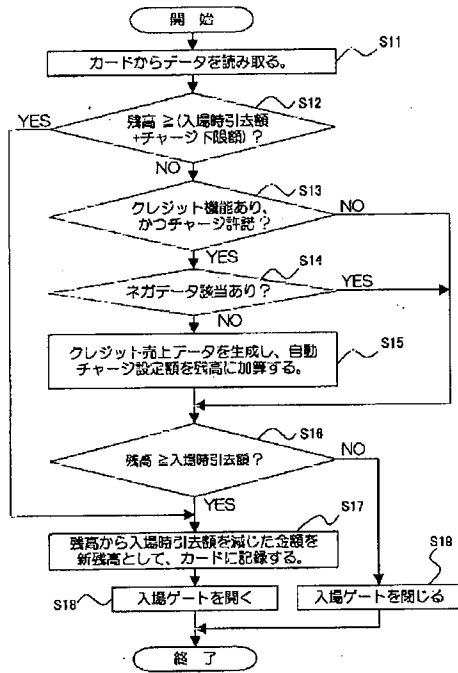 開 始
S11
カードからデータを読み取る。
S12
YES
残高≧(入場時引去額
+チャージ下限額)?
NO
S13
クレジット機能あり、
かつチャージ許諾?
NO
YES
S14
ネガデータ該当あり?
YES
NO
S15
クレジット売上データを生成し、自動
チャージ設定額を残高に加算する。
S16
残高≧入場時引去額?
NO
YES
S17
残高から入場時引去額を減じた金額を
新残高として、カードに記録する。
S18
入場ゲートを開く
S19
入場ゲートを閉じる
終 了